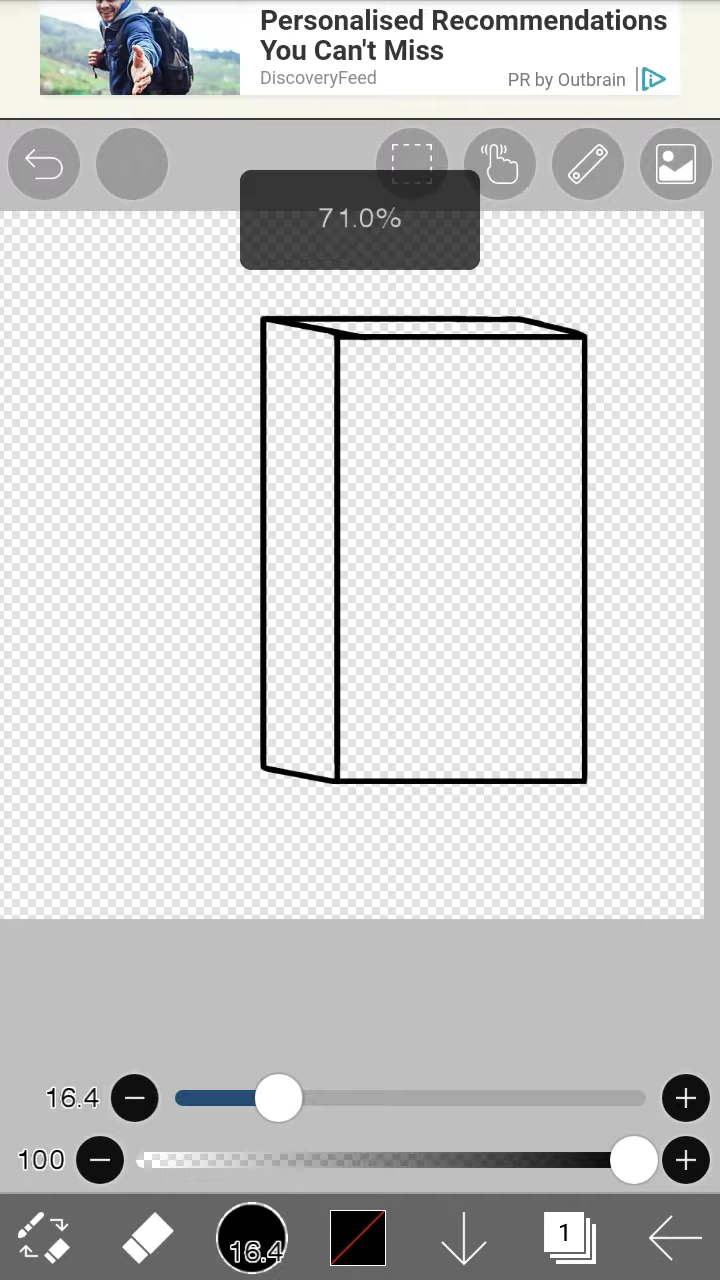 Personalised Recommendations
You Can't Miss
DiscoveryFeed
PR by Outbrain
71.0%
16.4
100
16.4
1